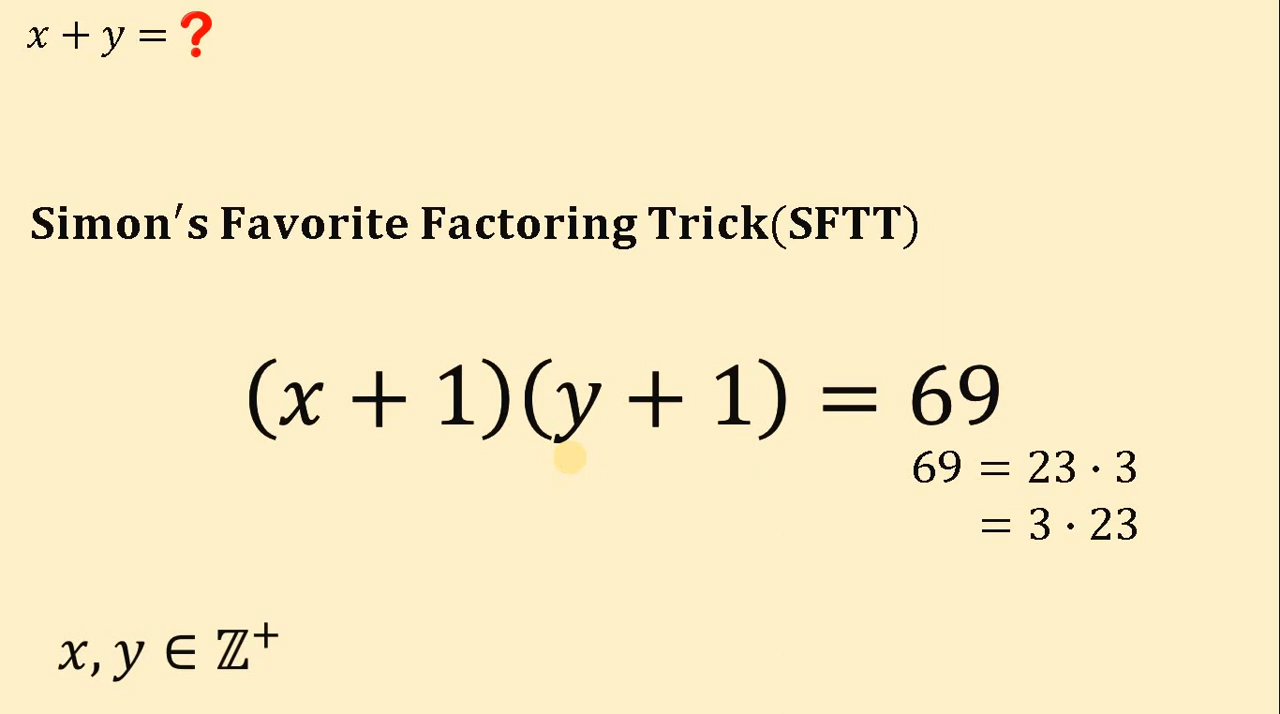 x + y = ❓
Simon's Favorite Factoring Trick(SFTT)
(x + 1)(y + 1) = 69
69 = 23 · 3
= 3 · 23
x, y ∈ ℤ⁺